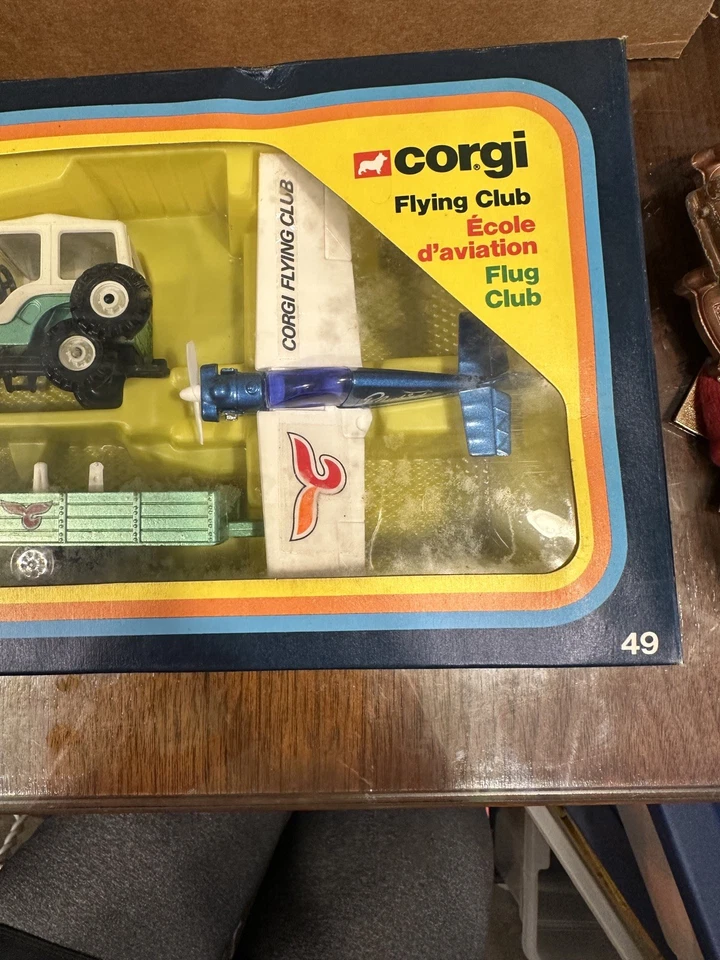 corgi
Flying Club
École
d'aviation
Flug
Club
CORGI FLYING CLUB
49